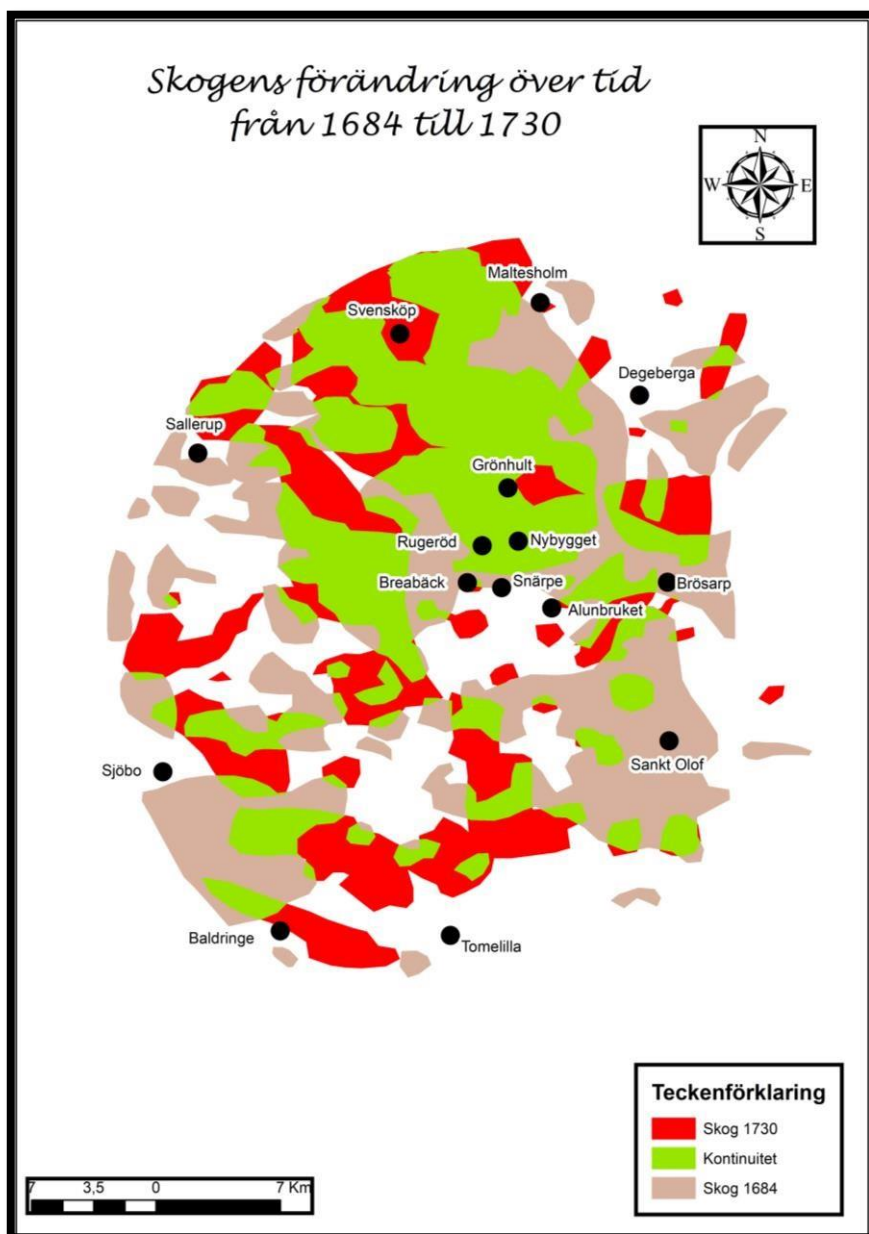 Skogens förändring över tid
från 1684 till 1730
N
W E
S
Maltesholm
Svensköp
Degeberga
Sallerup
Grönhult
Rugeröd
Nybygget
Breabäck
Snärpe
Brösarp
Alunbruket
Sankt Olof
Sjöbo
Baldringe
Tomelilla
Teckenförklaring
Skog 1730
Kontinuitet
Skog 1684
7 3,5 0 7 Km